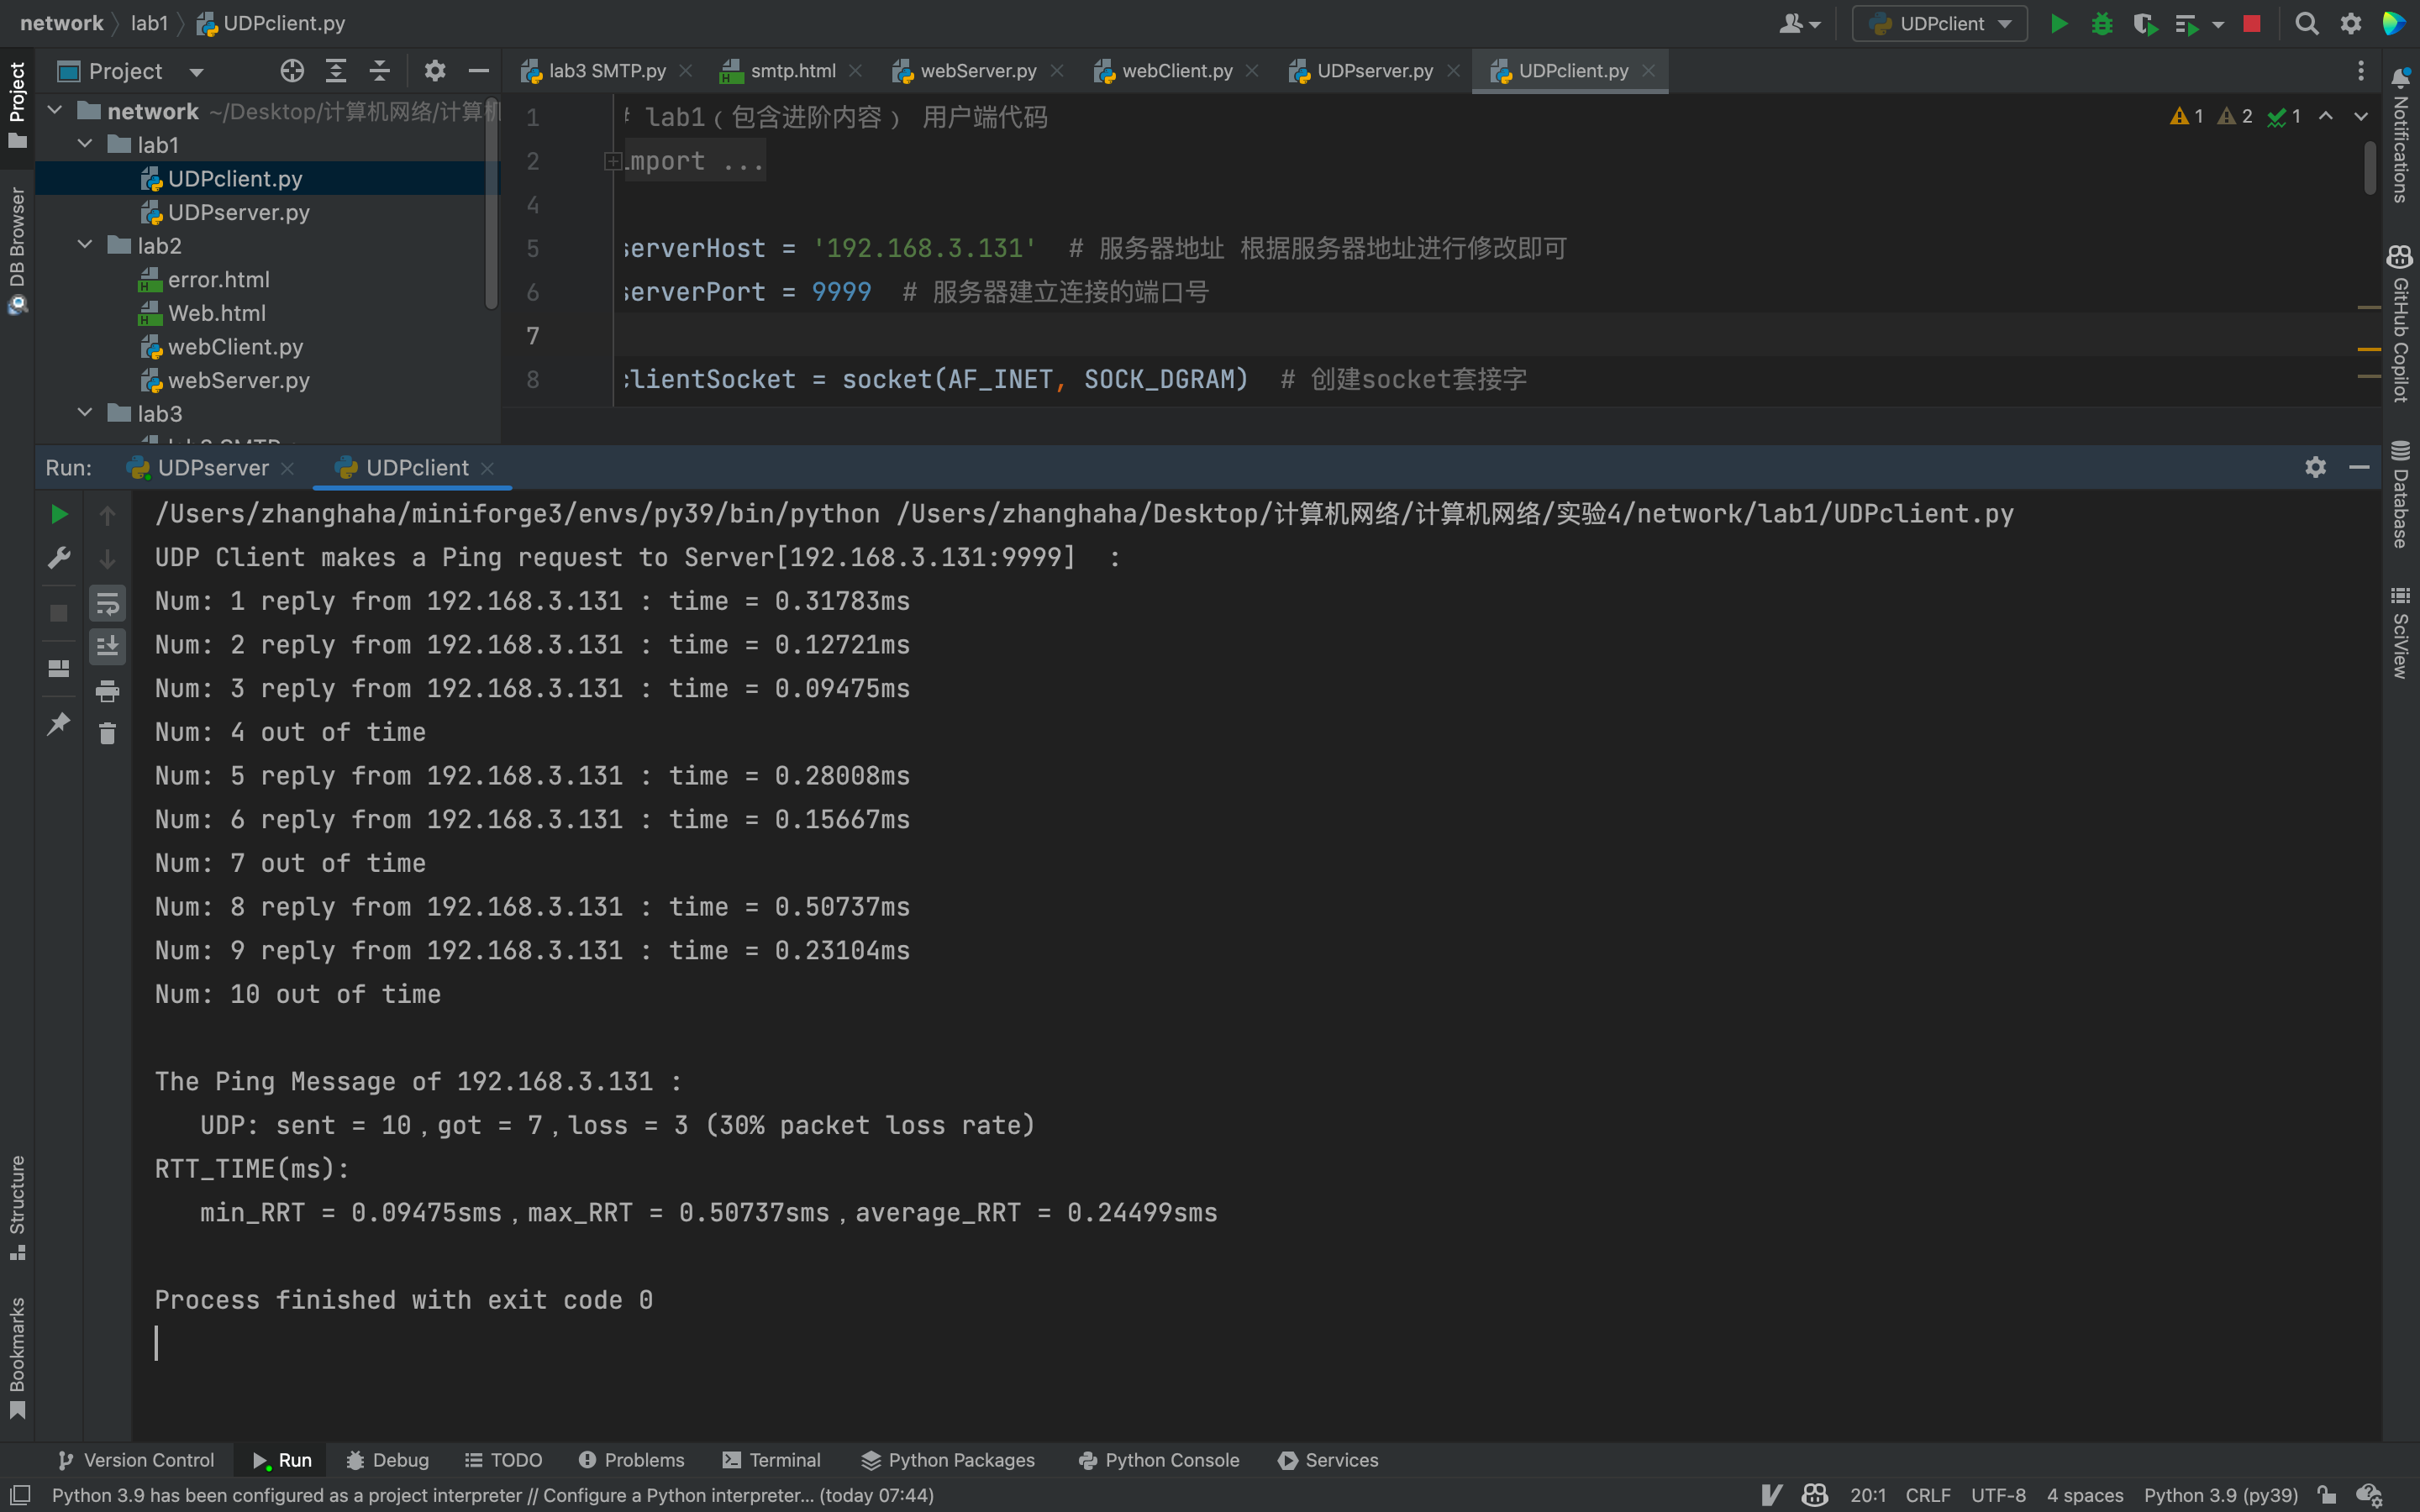 network lab1 UDPclient.py
UDPclient
Project
lab3 SMTP.py smtp.html webServer.py webClient.py UDPserver.py UDPclient.py
network ~/Desktop/计算机网络/计算机
lab1
UDPclient.py
UDPserver.py
lab2
error.html
Web.html
webClient.py
webServer.py
lab3
1 # lab1（包含进阶内容） 用户端代码
2 import ...
4
5 serverHost = '192.168.3.131' # 服务器地址 根据服务器地址进行修改即可
6 serverPort = 9999 # 服务器建立连接的端口号
7
8 clientSocket = socket(AF_INET, SOCK_DGRAM) # 创建socket套接字
1 2 1
Project
DB Browser
Structure
Bookmarks
Notifications
GitHub Copilot
Database
SciView
Run: UDPserver UDPclient
/Users/zhanghaha/miniforge3/envs/py39/bin/python /Users/zhanghaha/Desktop/计算机网络/计算机网络/实验4/network/lab1/UDPclient.py
UDP Client makes a Ping request to Server[192.168.3.131:9999]  :
Num: 1 reply from 192.168.3.131 : time = 0.31783ms
Num: 2 reply from 192.168.3.131 : time = 0.12721ms
Num: 3 reply from 192.168.3.131 : time = 0.09475ms
Num: 4 out of time
Num: 5 reply from 192.168.3.131 : time = 0.28008ms
Num: 6 reply from 192.168.3.131 : time = 0.15667ms
Num: 7 out of time
Num: 8 reply from 192.168.3.131 : time = 0.50737ms
Num: 9 reply from 192.168.3.131 : time = 0.23104ms
Num: 10 out of time
The Ping Message of 192.168.3.131 :
UDP: sent = 10，got = 7，loss = 3 (30% packet loss rate)
RTT_TIME(ms):
min_RRT = 0.09475sms，max_RRT = 0.50737sms，average_RRT = 0.24499sms
Process finished with exit code 0
Version Control Run Debug TODO Problems Terminal Python Packages Python Console Services
Python 3.9 has been configured as a project interpreter // Configure a Python interpreter... (today 07:44)
20:1 CRLF UTF-8 4 spaces Python 3.9 (py39)